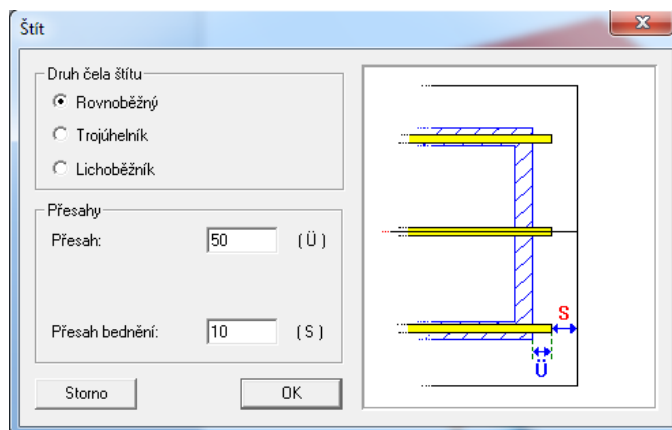 Štít
Druh čela štítu
Rovnoběžný
Trojúhelník
Lichoběžník
Přesahy
Přesah: 50 ( Ü )
Přesah bednění: 10 ( S )
Storno OK
S
Ü